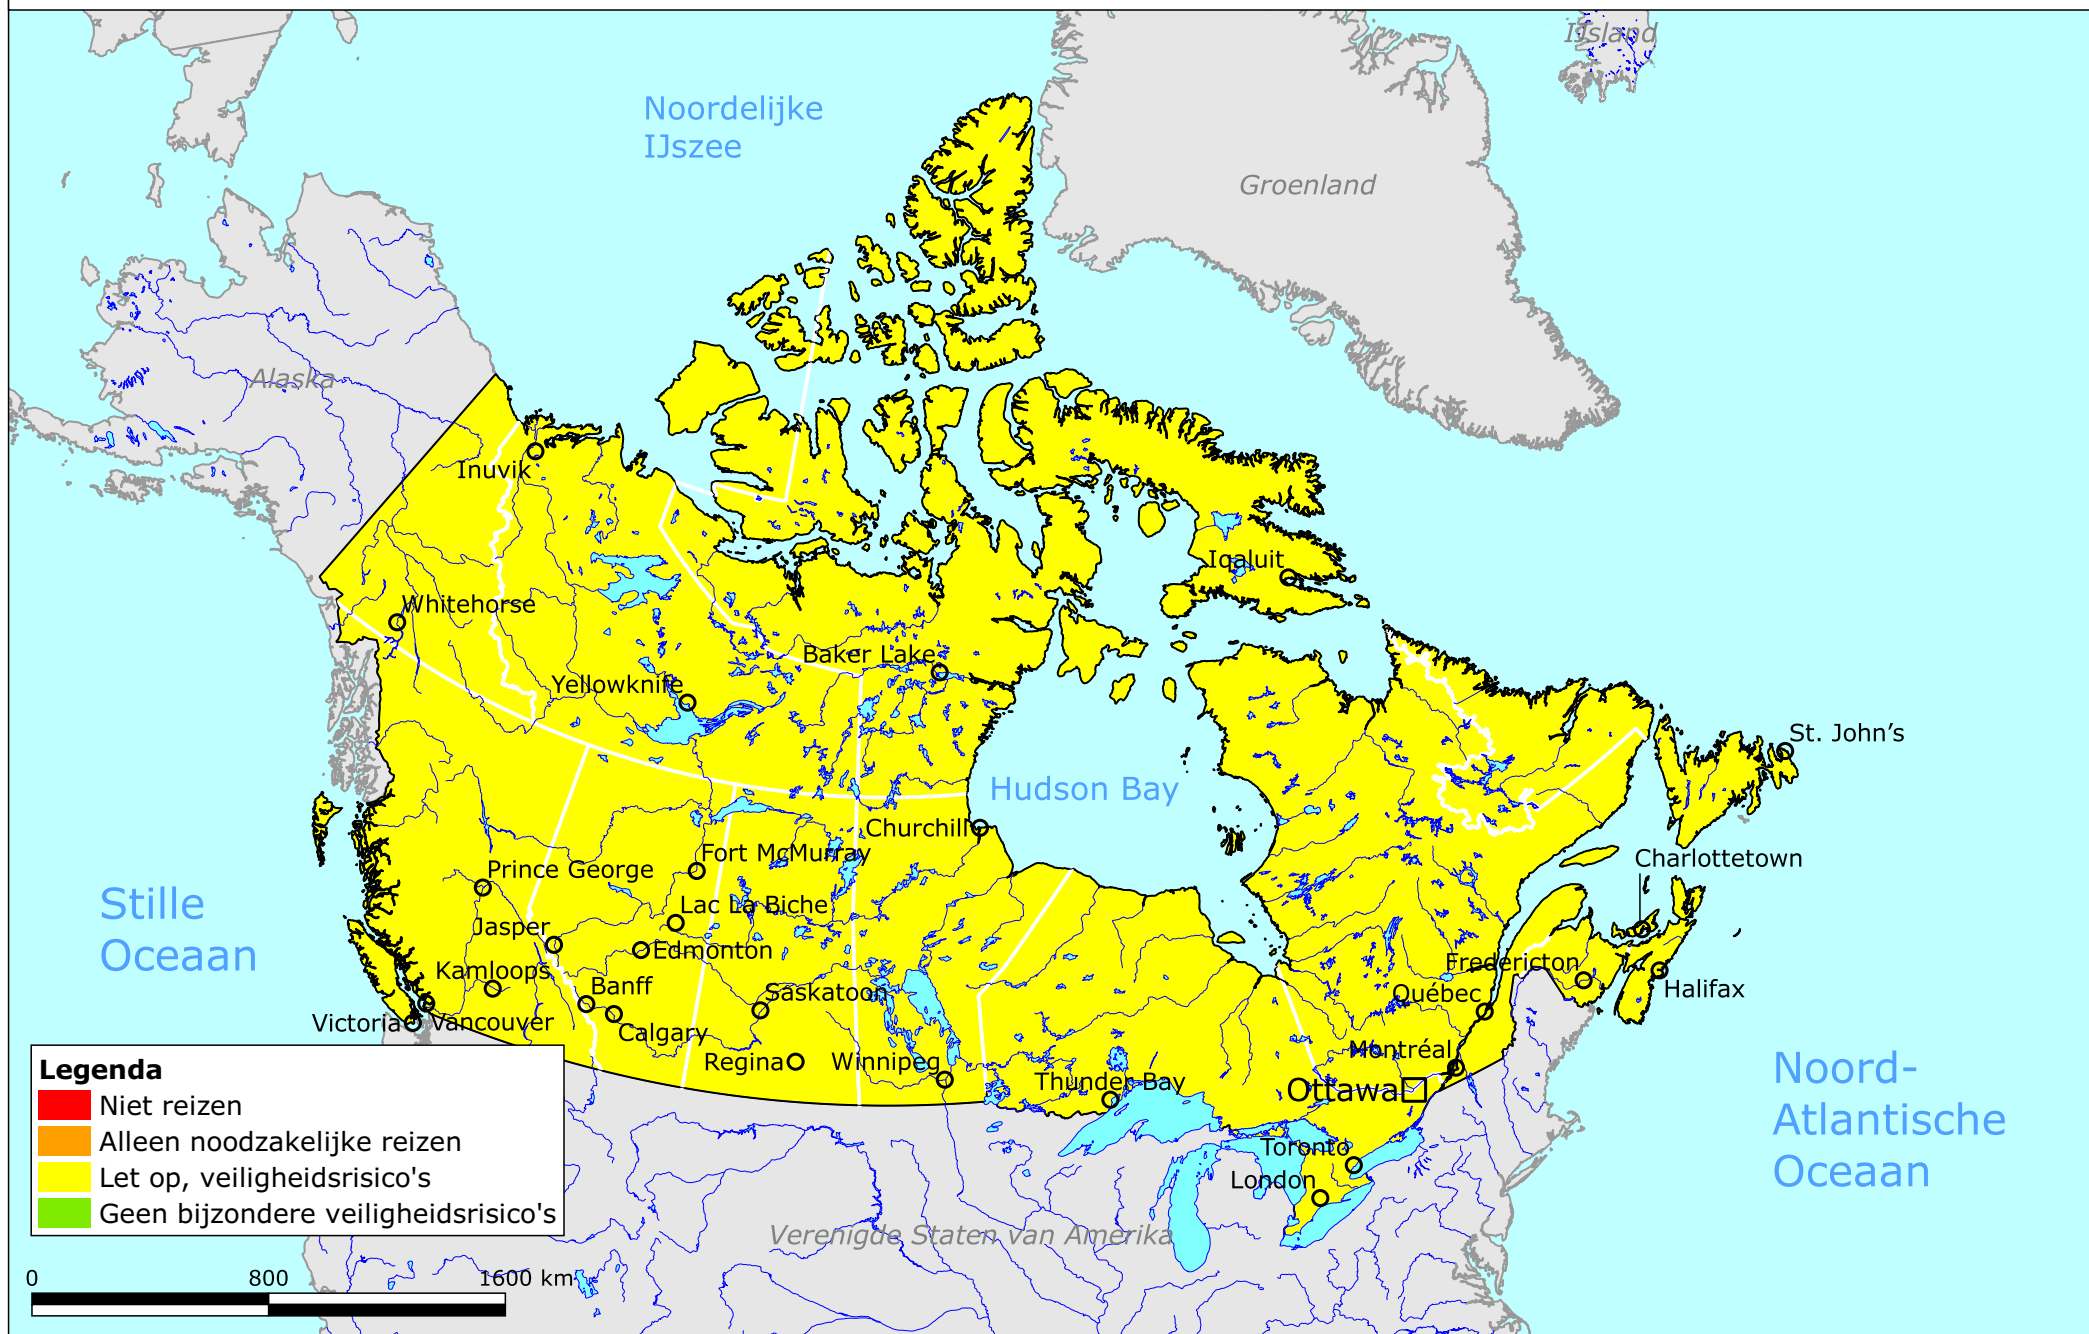 IJsland
Noordelijke
IJszee
Groenland
Alaska
Inuvik
Iqaluit
Whitehorse
Baker Lake
Yellowknife
St. John’s
Hudson Bay
Churchill
Fort McMurray
Charlottetown
Prince George
Stille
Oceaan
Lac La Biche
Jasper
Edmonton
Fredericton
Kamloops
Banff
Saskatoon
Québec
Halifax
Victoria
Vancouver
Calgary
Regina
Winnipeg
Montréal
Thunder Bay
Ottawa
Noord-
Atlantische
Oceaan
Toronto
London
Verenigde Staten van Amerika
Legenda
Niet reizen
Alleen noodzakelijke reizen
Let op, veiligheidsrisico's
Geen bijzondere veiligheidsrisico's
0 800 1600 km